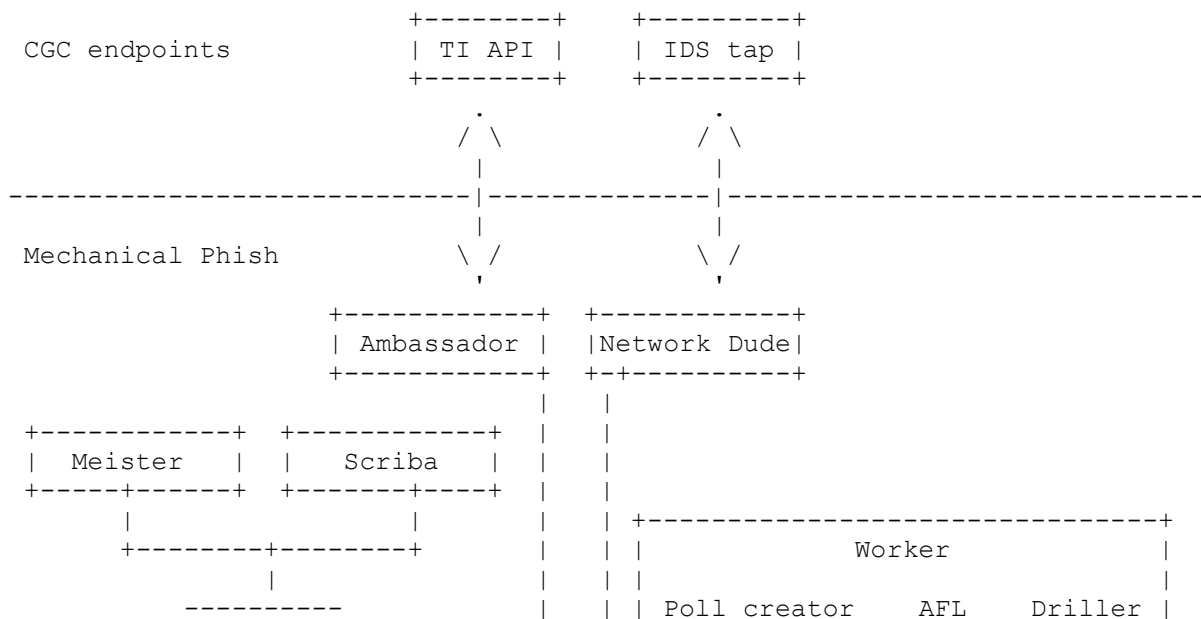 CGC endpoints | TI API | | IDS tap |
Mechanical Phish
| Ambassador | |Network Dude|
| Meister | | Scriba |
Worker
Poll creator AFL Driller